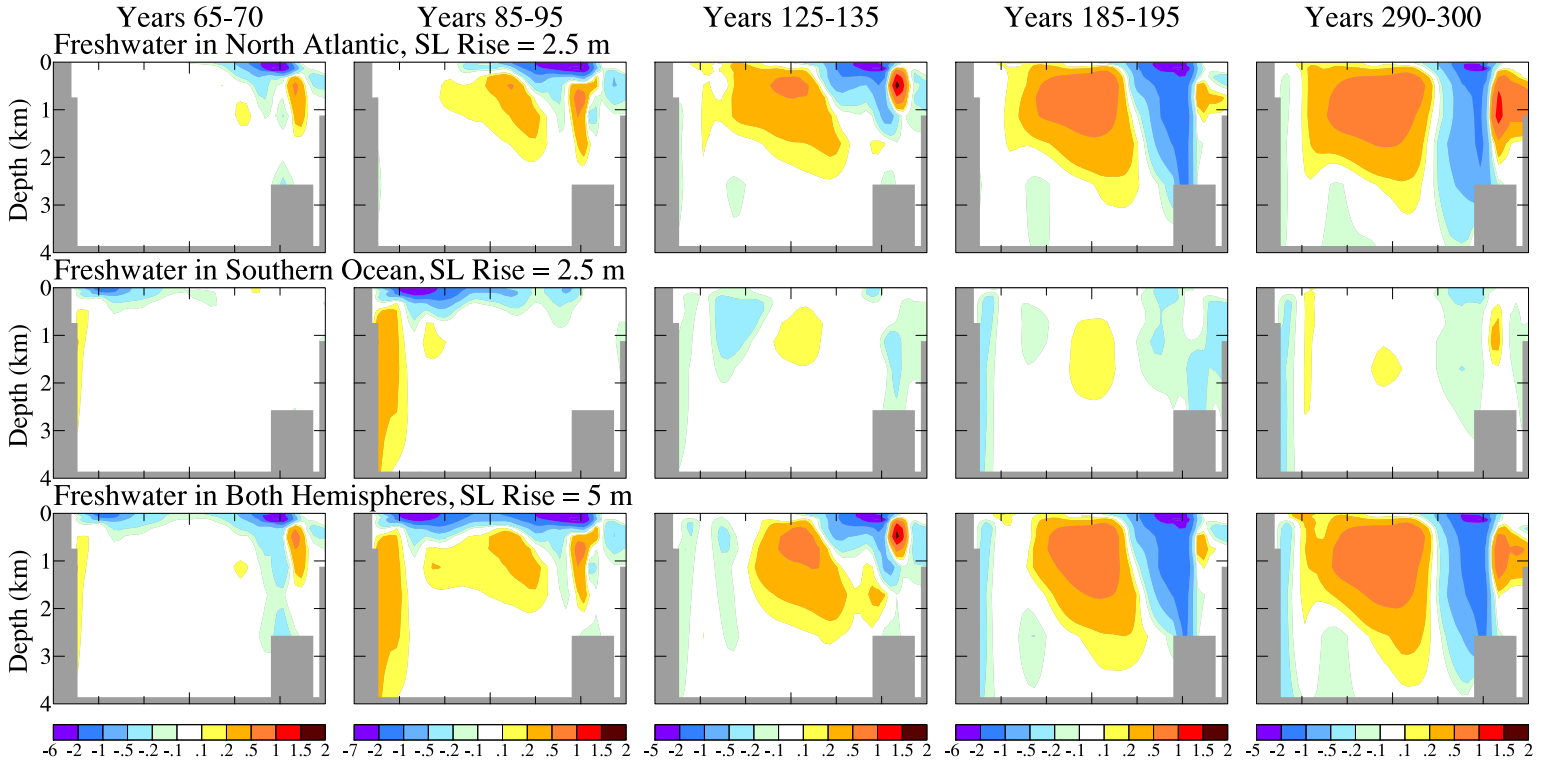 Years 65-70 Years 85-95 Years 125-135 Years 185-195 Years 290-300
Freshwater in North Atlantic, SL Rise = 2.5 m
0
1
2
3
4
Depth (km)
Freshwater in Southern Ocean, SL Rise = 2.5 m
0
1
2
3
4
Depth (km)
Freshwater in Both Hemispheres, SL Rise = 5 m
0
1
2
3
4
Depth (km)
-6 -2 -1 -.5 -.2 -.1 .1 .2 .5 1 1.5 2
-7 -2 -1 -.5 -.2 -.1 .1 .2 .5 1 1.5 2
-5 -2 -1 -.5 -.2 -.1 .1 .2 .5 1 1.5 2
-6 -2 -1 -.5 -.2 -.1 .1 .2 .5 1 1.5 2
-5 -2 -1 -.5 -.2 -.1 .1 .2 .5 1 1.5 2